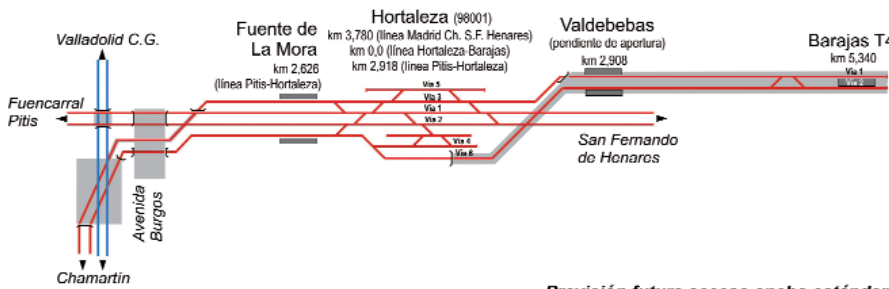 Valladolid C.G.
Fuencarral
Pitis
Avenida
Burgos
Chamartin
Fuente de
La Mora
km 2,626
(línea Pitis-Hortaleza)
Hortaleza (98001)
km 3,780 (línea Madrid Ch. S.F. Henares)
km 0,0 (línea Hortaleza-Barajas)
km 2,918 (línea Pitis-Hortaleza)
Vía 5
Vía 3
Vía 1
Vía 2
Vía 4
Vía 6
Valdebebas
(pendiente de apertura)
km 2,908
San Fernando
de Henares
Barajas T4
km 5,340
Vía 1
Vía 2